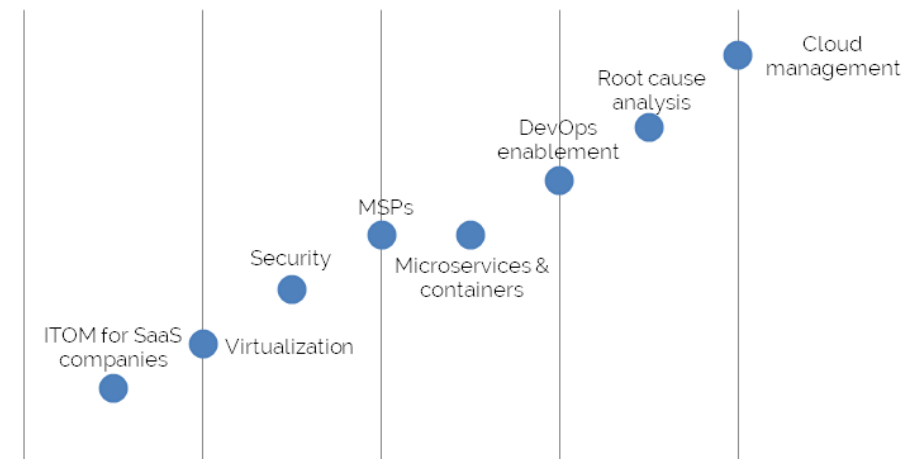 Cloud
management
Root cause
analysis
DevOps
enablement
MSPs
Microservices &
containers
Security
ITOM for SaaS
companies
Virtualization